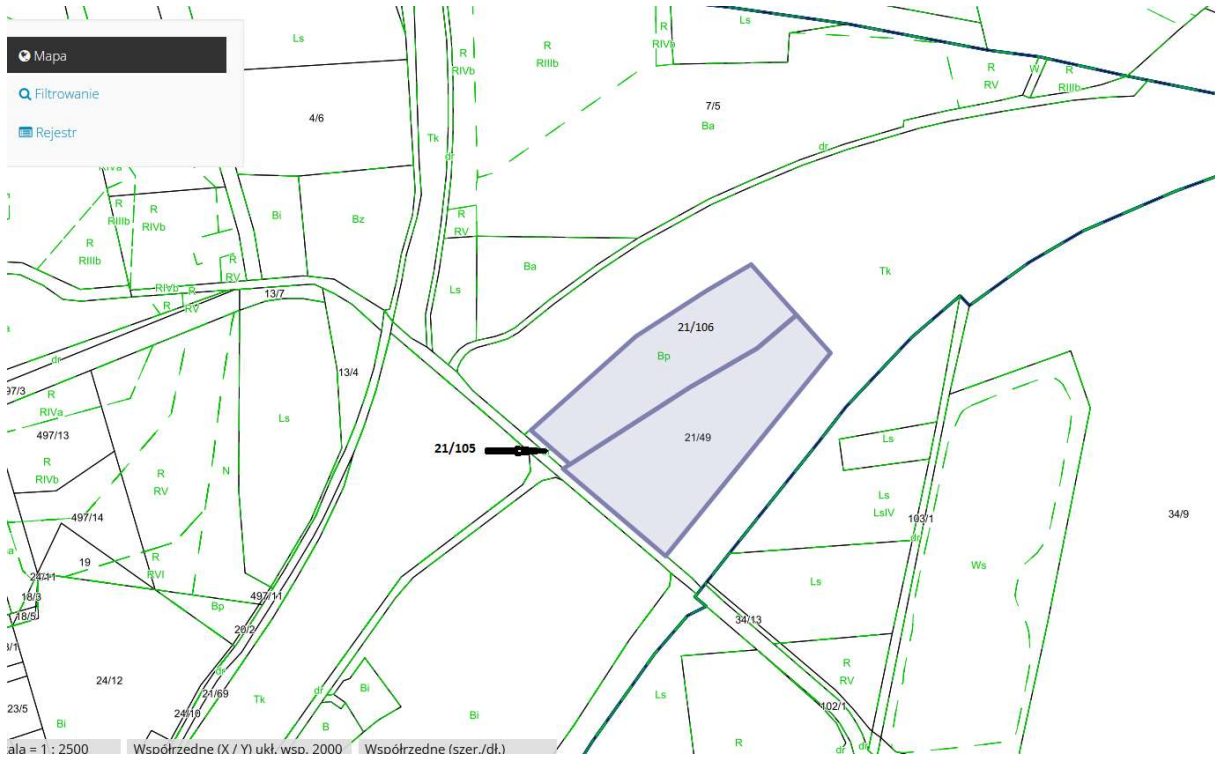 Mapa
Filtrowanie
Rejestr
Ls
R
RIVb
R
RIIIb
R
RIVb
Ls
R
RV
W
R
RIIIb
4/6
7/5
Ba
Tk
dr
dr
RIVa
R
RIIIb
R
RIVb
R
RIIIb
Bi
Bz
R
RV
R
RV
Ba
Ls
Tk
RIVb
R
RV
R
13/7
21/106
Bp
dr
13/4
97/3
R
RIVa
497/13
Ls
21/49
21/105
Ls
R
RIVb
R
RV
N
Ls
LsIV
497/14
103/1
dr
34/9
19
R
RVI
24/11
18/3
18/5
Bp
497/11
Ls
Ws
20/2
34/13
3/1
24/12
dr
21/69
R
RV
23/5
24/10
Tk
dr
Bi
Ls
102/1
Bi
B
Bi
R
dr
dr
ala = 1 : 2500
Współrzędne (X / Y) ukł. wsp. 2000
Współrzędne (szer./dł.)